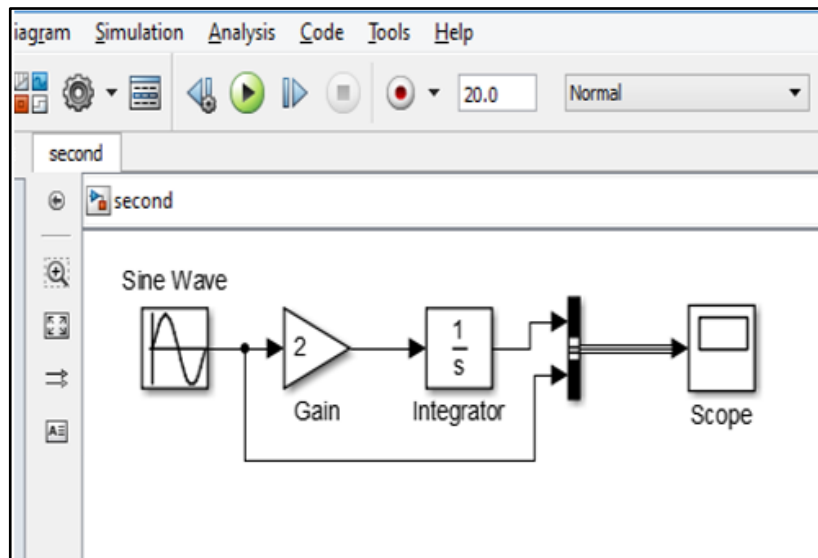 iagram Simulation Analysis Code Tools Help
20.0 Normal
second
second
Sine Wave
2
1
s
Gain
Integrator
Scope